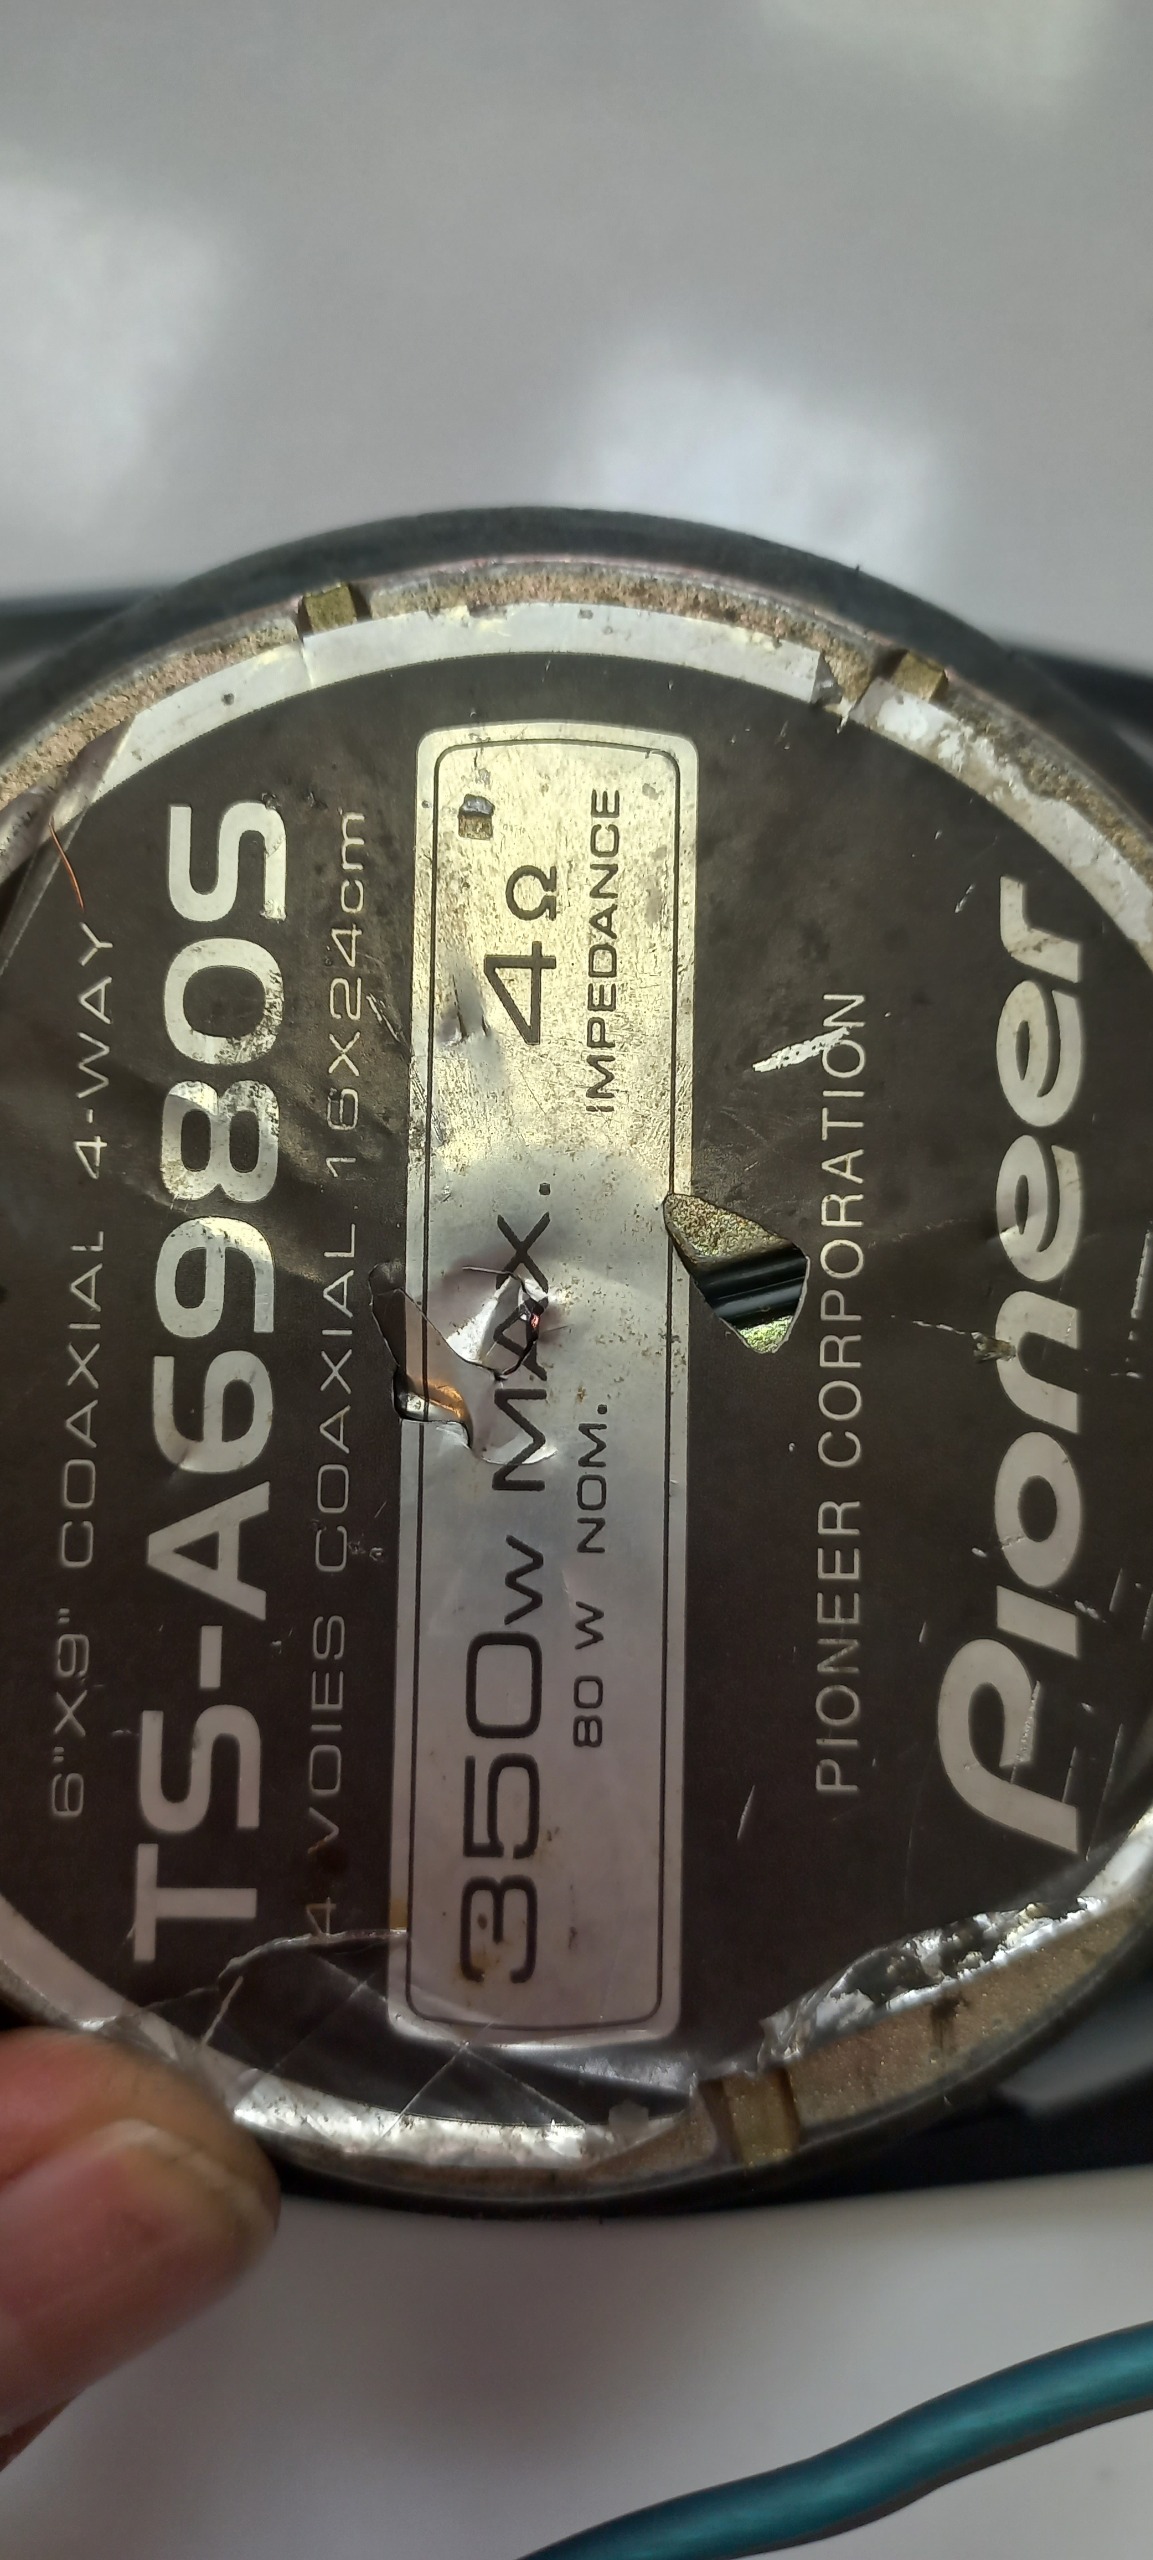 6"X9" COAXIAL 4-WAY
TS-A6980S
4 VOIES COAXIAL 16X24cm
350W MAX. 4Ω
80 W NOM. IMPEDANCE
PIONEER CORPORATION
Pioneer